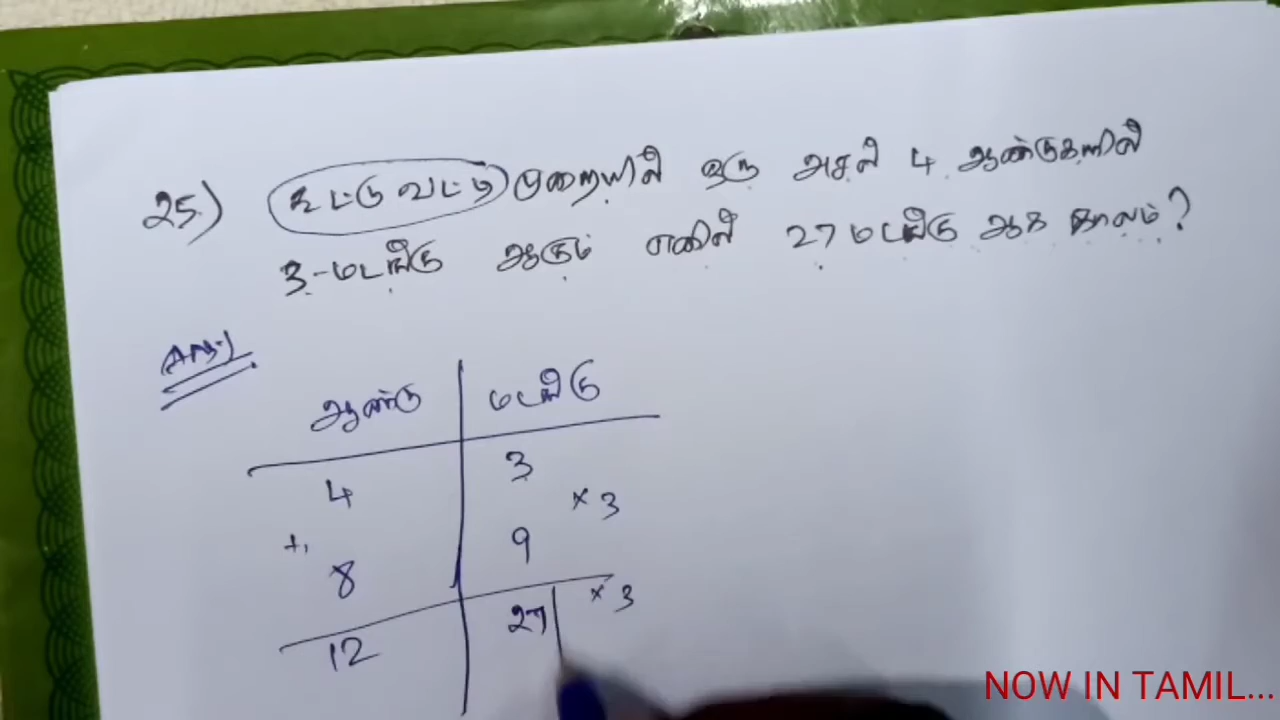 25) கூட்டு வட்டி முறையில் ஒரு அசல் 4 ஆண்டுகளில்
3-மடங்கு ஆகும் எனில் 27 மடங்கு ஆக காலம்?
Ans:)
ஆண்டு மடங்கு
4 3
× 3
+,
8 9
× 3
12 27
NOW IN TAMIL...